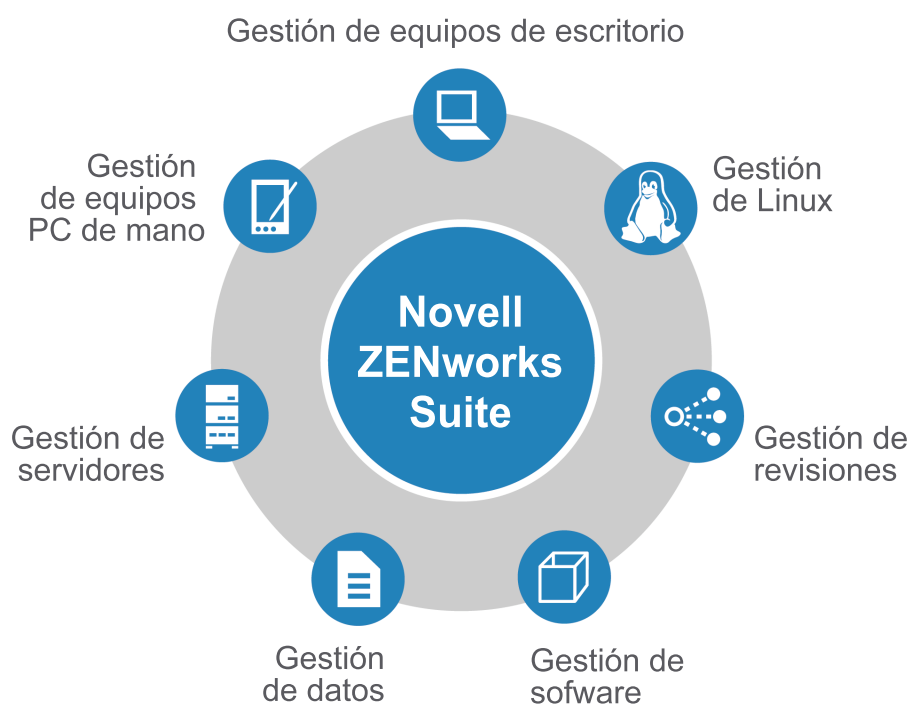 Gestión de equipos de escritorio
Gestión
de equipos
PC de mano
Gestión
de Linux
Novell
ZENworks
Suite
Gestión de
servidores
Gestión de
revisiones
Gestión
de datos
Gestión de
sofware